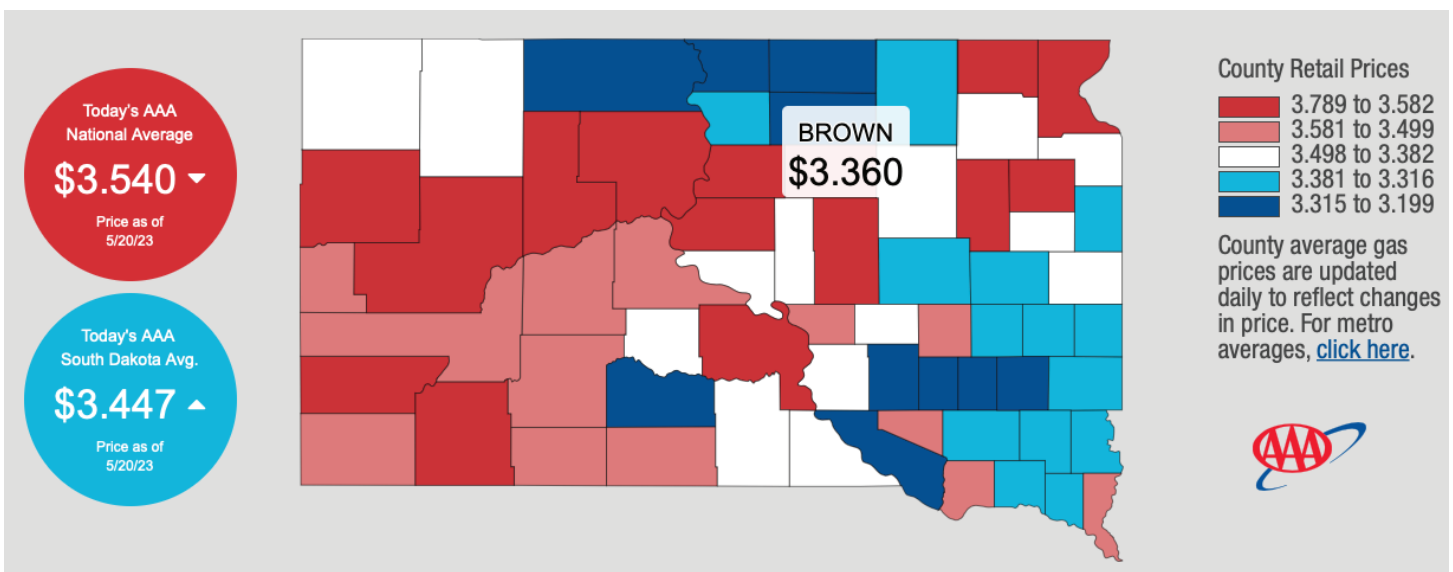 Today's AAA
National Average
$3.540
Price as of
5/20/23
Today's AAA
South Dakota Avg.
$3.447
Price as of
5/20/23
BROWN
$3.360
County Retail Prices
3.789 to 3.582
3.581 to 3.499
3.498 to 3.382
3.381 to 3.316
3.315 to 3.199
County average gas
prices are updated
daily to reflect changes
in price. For metro
averages, click here.
AAA